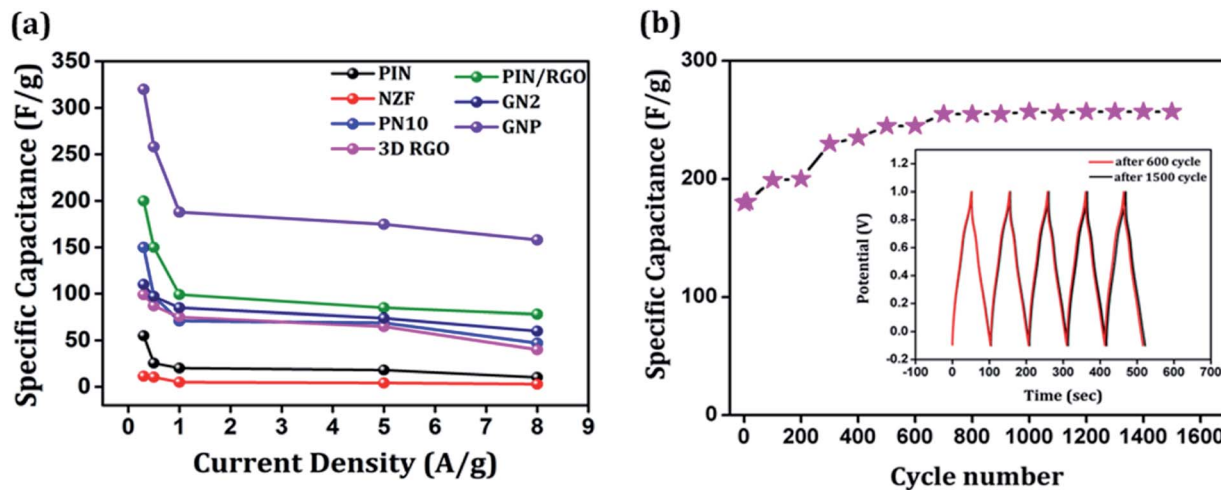 (a)
350
300
250
200
150
100
50
0
Specific Capacitance (F/g)
PIN
NZF
PN10
3D RGO
PIN/RGO
GN2
GNP
0 1 2 3 4 5 6 7 8 9
Current Density (A/g)
(b)
300
200
100
0
Specific Capacitance (F/g)
0 200 400 600 800 1000 1200 1400 1600
Cycle number
1.2
1.0
0.8
0.6
0.4
0.2
0.0
-0.2
Potential (V)
after 600 cycle
after 1500 cycle
-100 0 100 200 300 400 500 600 700
Time (sec)